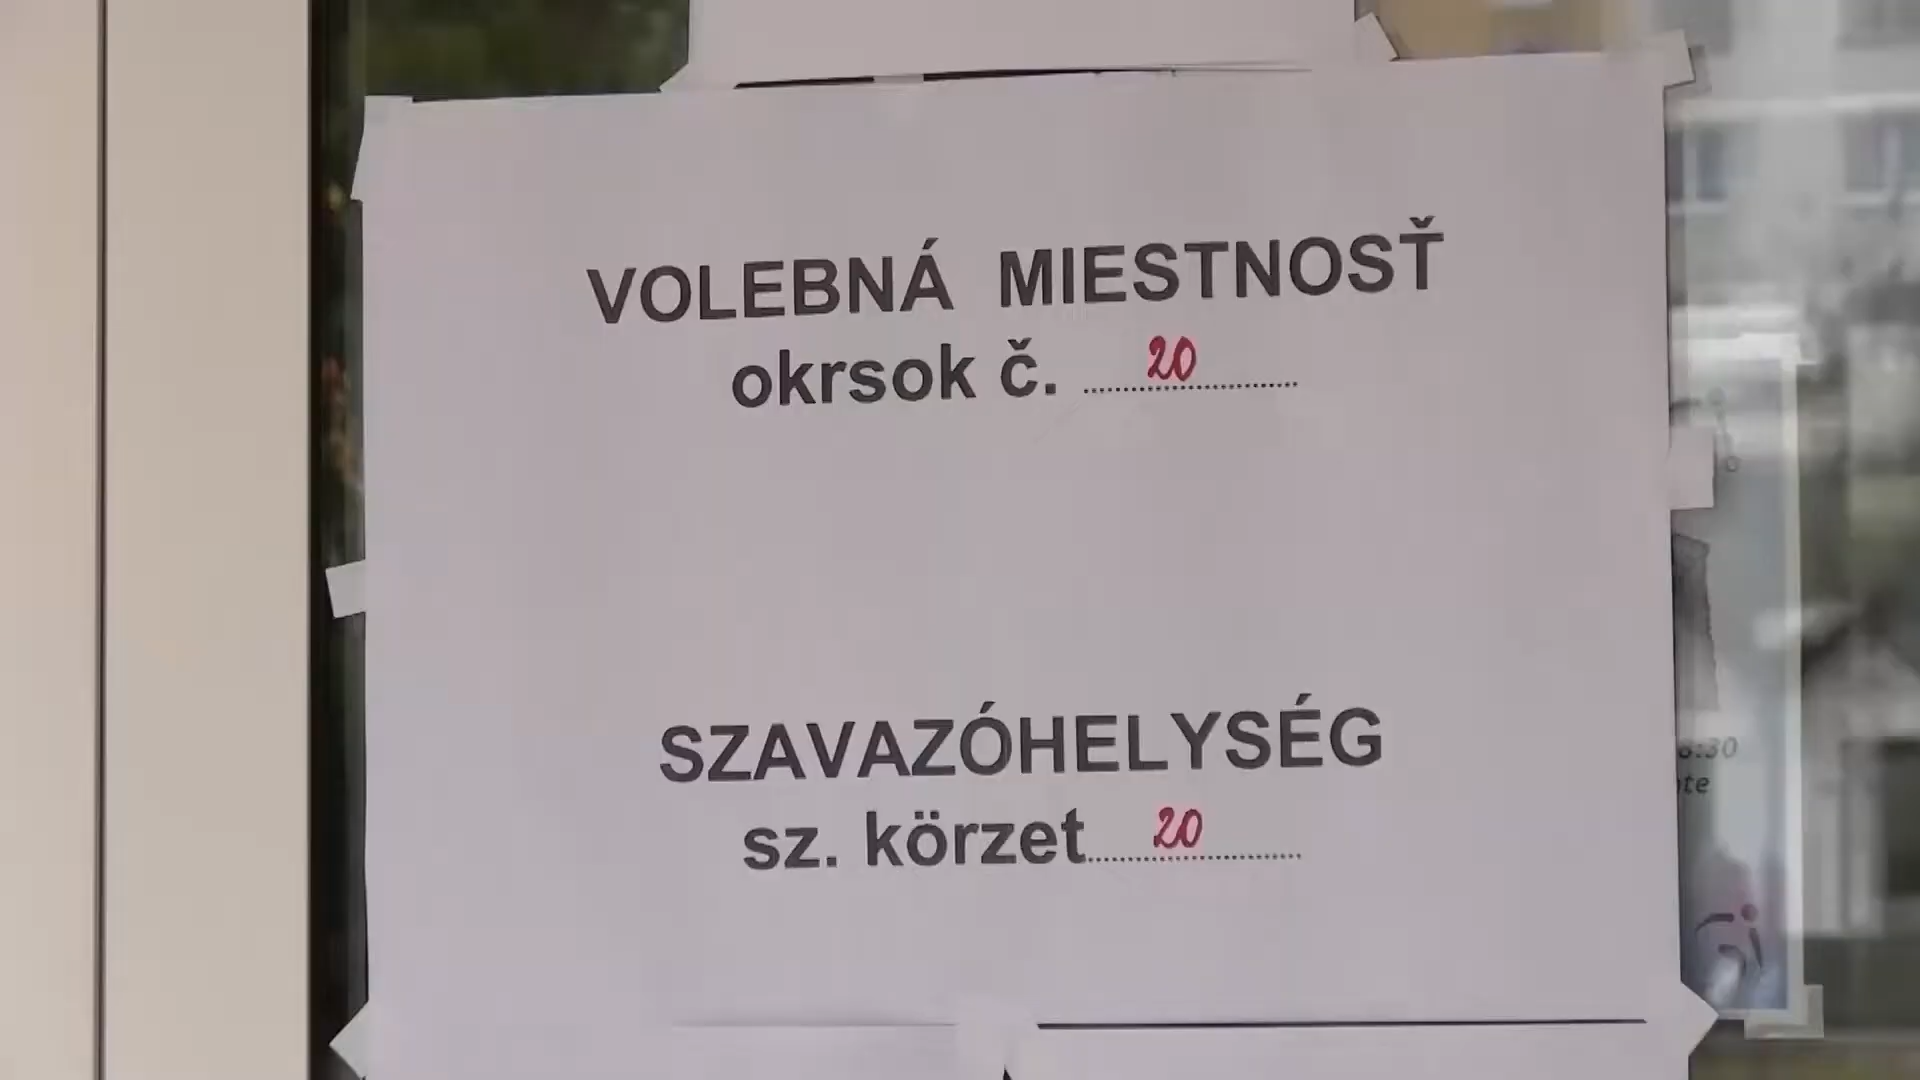 VOLEBNÁ MIESTNOSŤ
okrsok č. 20
SZAVAZÓHELYSÉG
sz. körzet 20